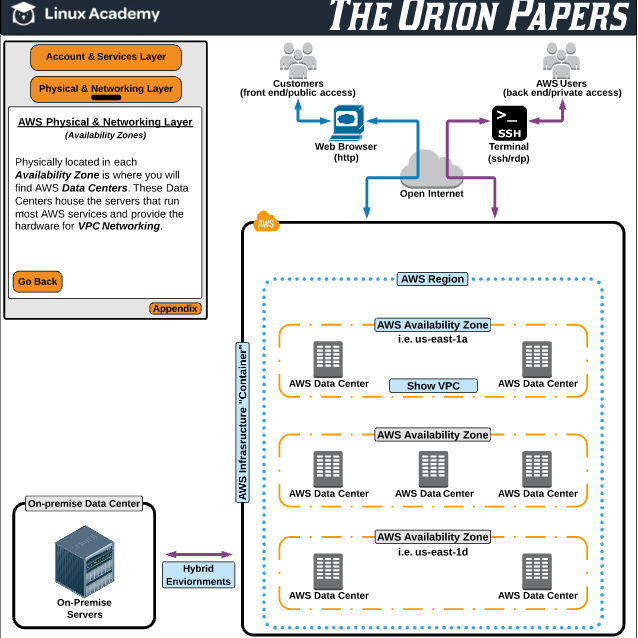 Linux Academy
THE ORION PAPERS
Account & Services Layer
Physical & Networking Layer
AWS Physical & Networking Layer
(Availability Zones)
Physically located in each
Availability Zone is where you will
find AWS Data Centers. These Data
Centers house the servers that run
most AWS services and provide the
hardware for VPC Networking.
Go Back
Appendix
Customers
(front end/public access)
AWS Users
(back end/private access)
Web Browser
(http)
>_
SSH
Terminal
(ssh/rdp)
Open Internet
AWS
AWS Infrasructure "Container"
AWS Region
AWS Availability Zone
i.e. us-east-1a
AWS Data Center
AWS Data Center
Show VPC
AWS Availability Zone
AWS Data Center
AWS Data Center
AWS Data Center
AWS Availability Zone
i.e. us-east-1d
AWS Data Center
AWS Data Center
On-premise Data Center
On-Premise
Servers
Hybrid
Enviornments